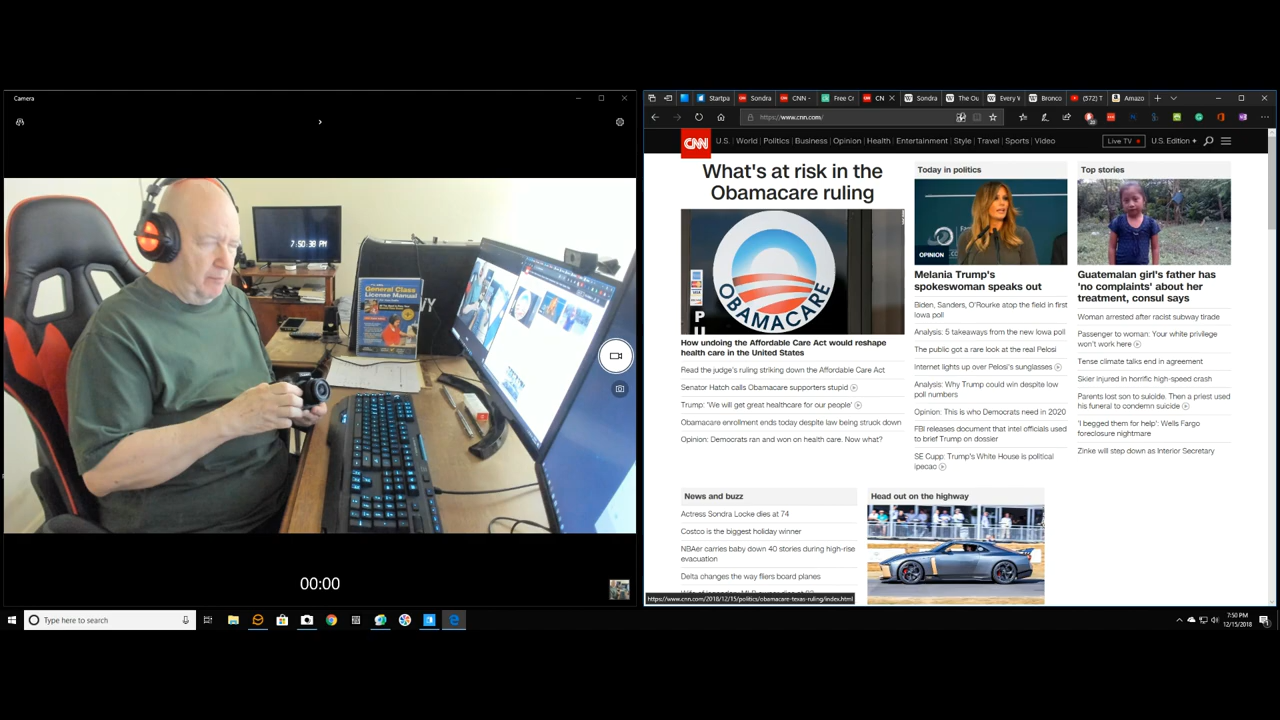 Camera
7:50:38 PM
General Class
License Manual
00:00
Startpa
Sondra
CNN -
Free Cr
CN
Sondra
The Ou
Every W
Bronco
(572) T
Amazo
https://www.cnn.com/
CNN
U.S. World Politics Business Opinion Health Entertainment Style Travel Sports Video
Live TV
U.S. Edition +
What's at risk in the
Obamacare ruling
OBAMACARE
How undoing the Affordable Care Act would reshape
health care in the United States
Read the judge's ruling striking down the Affordable Care Act
Senator Hatch calls Obamacare supporters stupid
Trump: 'We will get great healthcare for our people'
Obamacare enrollment ends today despite law being struck down
Opinion: Democrats ran and won on health care. Now what?
Today in politics
OPINION
Melania Trump's
spokeswoman speaks out
Biden, Sanders, O'Rourke atop the field in first
Iowa poll
Analysis: 5 takeaways from the new Iowa poll
The public got a rare look at the real Pelosi
Internet lights up over Pelosi's sunglasses
Analysis: Why Trump could win despite low
poll numbers
Opinion: This is who Democrats need in 2020
FBI releases document that intel officials used
to brief Trump on dossier
SE Cupp: Trump's White House is political
ipecac
Top stories
Guatemalan girl's father has
'no complaints' about her
treatment, consul says
Woman arrested after racist subway tirade
Passenger to woman: Your white privilege
won't work here
Tense climate talks end in agreement
Skier injured in horrific high-speed crash
Parents lost son to suicide. Then a priest used
his funeral to condemn suicide
'I begged them for help': Wells Fargo
foreclosure nightmare
Zinke will step down as Interior Secretary
News and buzz
Actress Sondra Locke dies at 74
Costco is the biggest holiday winner
NBAer carries baby down 40 stories during high-rise
evacuation
Delta changes the way fliers board planes
Head out on the highway
https://www.cnn.com/2018/12/15/politics/obamacare-texas-ruling/index.html
Type here to search
7:50 PM
12/15/2018